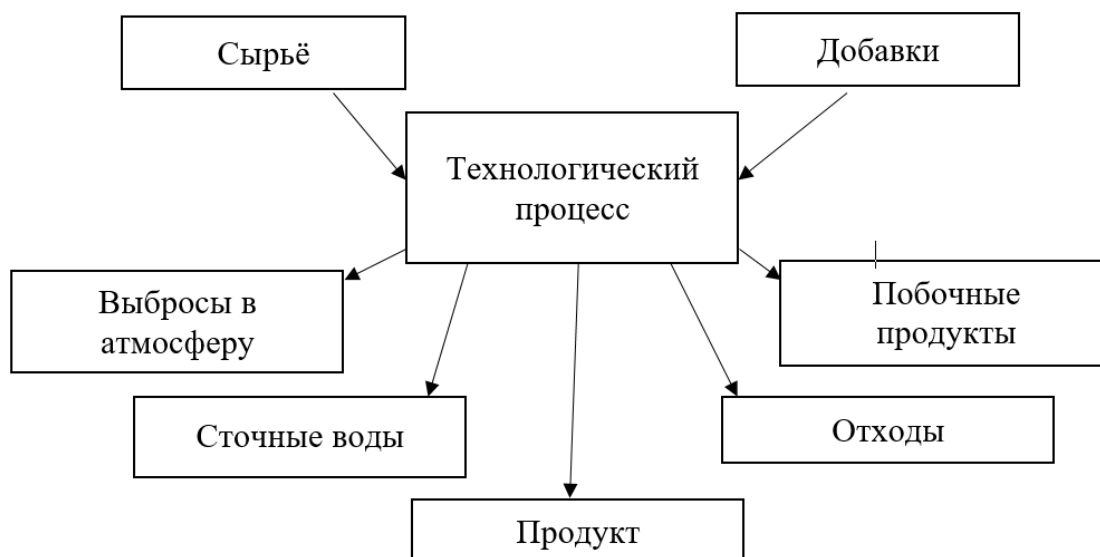 Сырьё
Добавки
Технологический
процесс
Выбросы в
атмосферу
Побочные
продукты
Сточные воды
Отходы
Продукт